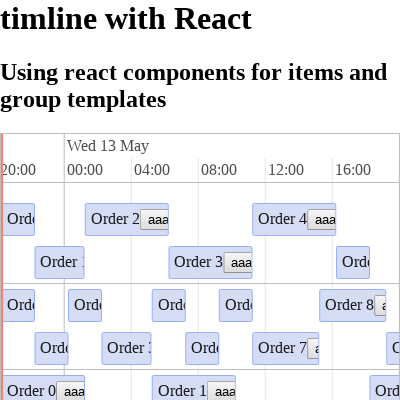 timline with React
Using react components for items and
group templates
Wed 13 May
20:00 00:00 04:00 08:00 12:00 16:00
Orde Order 2 aaa Order 4 aaa
Order Order 3 aaa Orde
Orde Orde Orde Orde Order 8 a
Orde Order Orde Order 7 a O
Order 0 aaa Order 1 aaa Ord